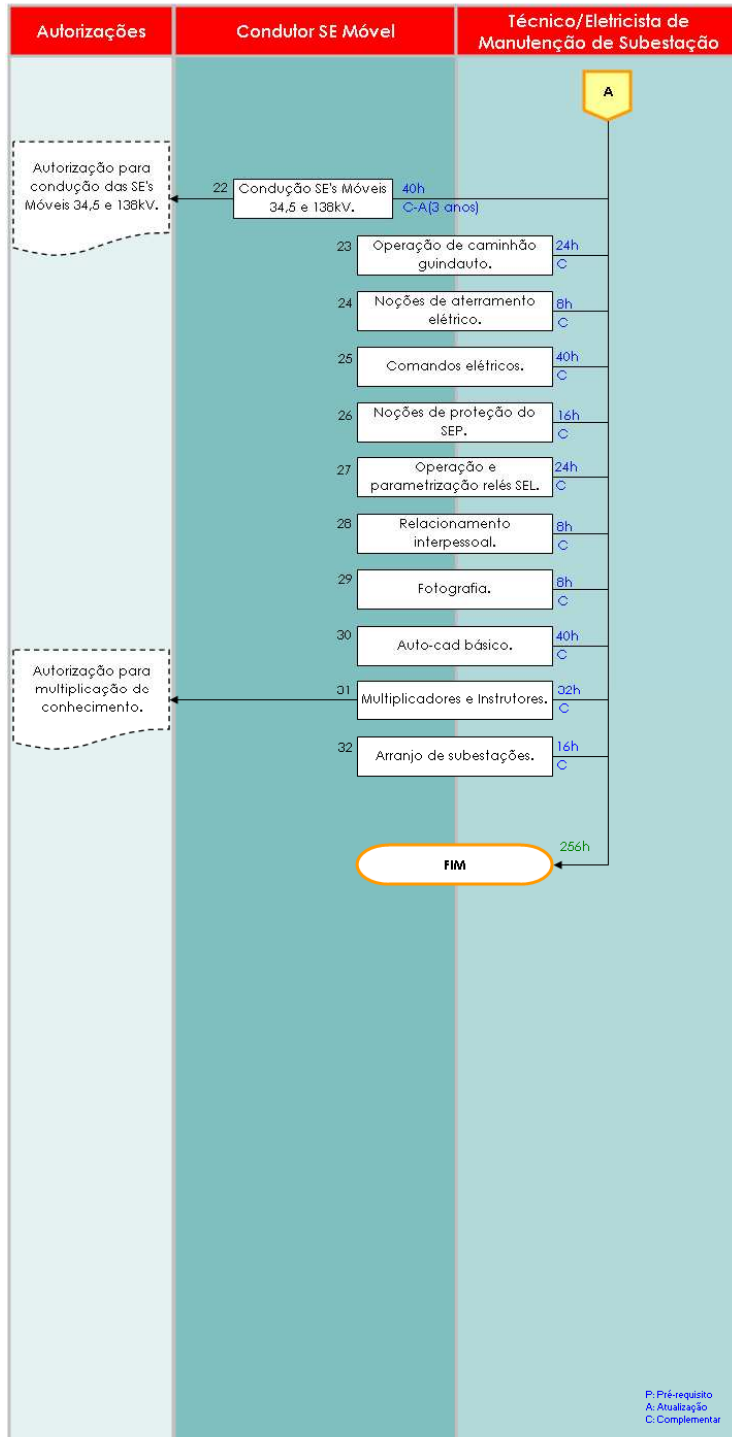 Autorizações
Condutor SE Móvel
Técnico/Eletricista de
Manutenção de Subestação
A
Autorização para
condução das SE's
Móveis 34,5 e 138kV.
22
Condução SE's Móveis
34,5 e 138kV.
40h
C-A(3 anos)
23
Operação de caminhão
guindauto.
24h
C
24
Noções de aterramento
elétrico.
8h
C
25
Comandos elétricos.
40h
C
26
Noções de proteção do
SEP.
16h
C
27
Operação e
parametrização relés SEL.
24h
C
28
Relacionamento
interpessoal.
8h
C
29
Fotografia.
8h
C
30
Auto-cad básico.
40h
C
Autorização para
multiplicação de
conhecimento.
31
Multiplicadores e Instrutores.
32h
C
32
Arranjo de subestações.
16h
C
256h
FIM
P: Pré-requisito
A: Atualização
C: Complementar